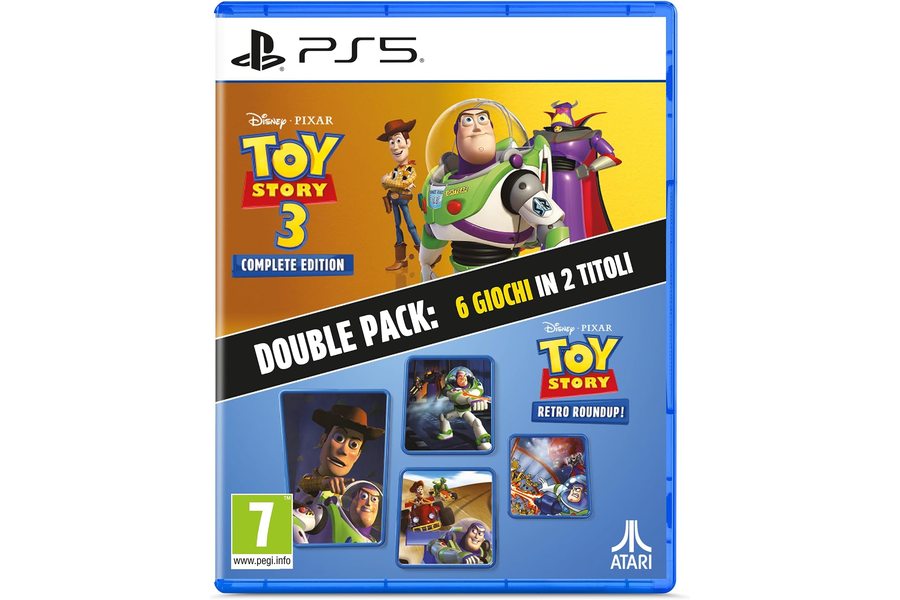 PS5
Disney · PIXAR
TOY
STORY
3
COMPLETE EDITION
DOUBLE PACK: 6 GIOCHI IN 2 TITOLI
Disney · PIXAR
TOY
STORY
RETRO ROUNDUP!
7
www.pegi.info
ATARI